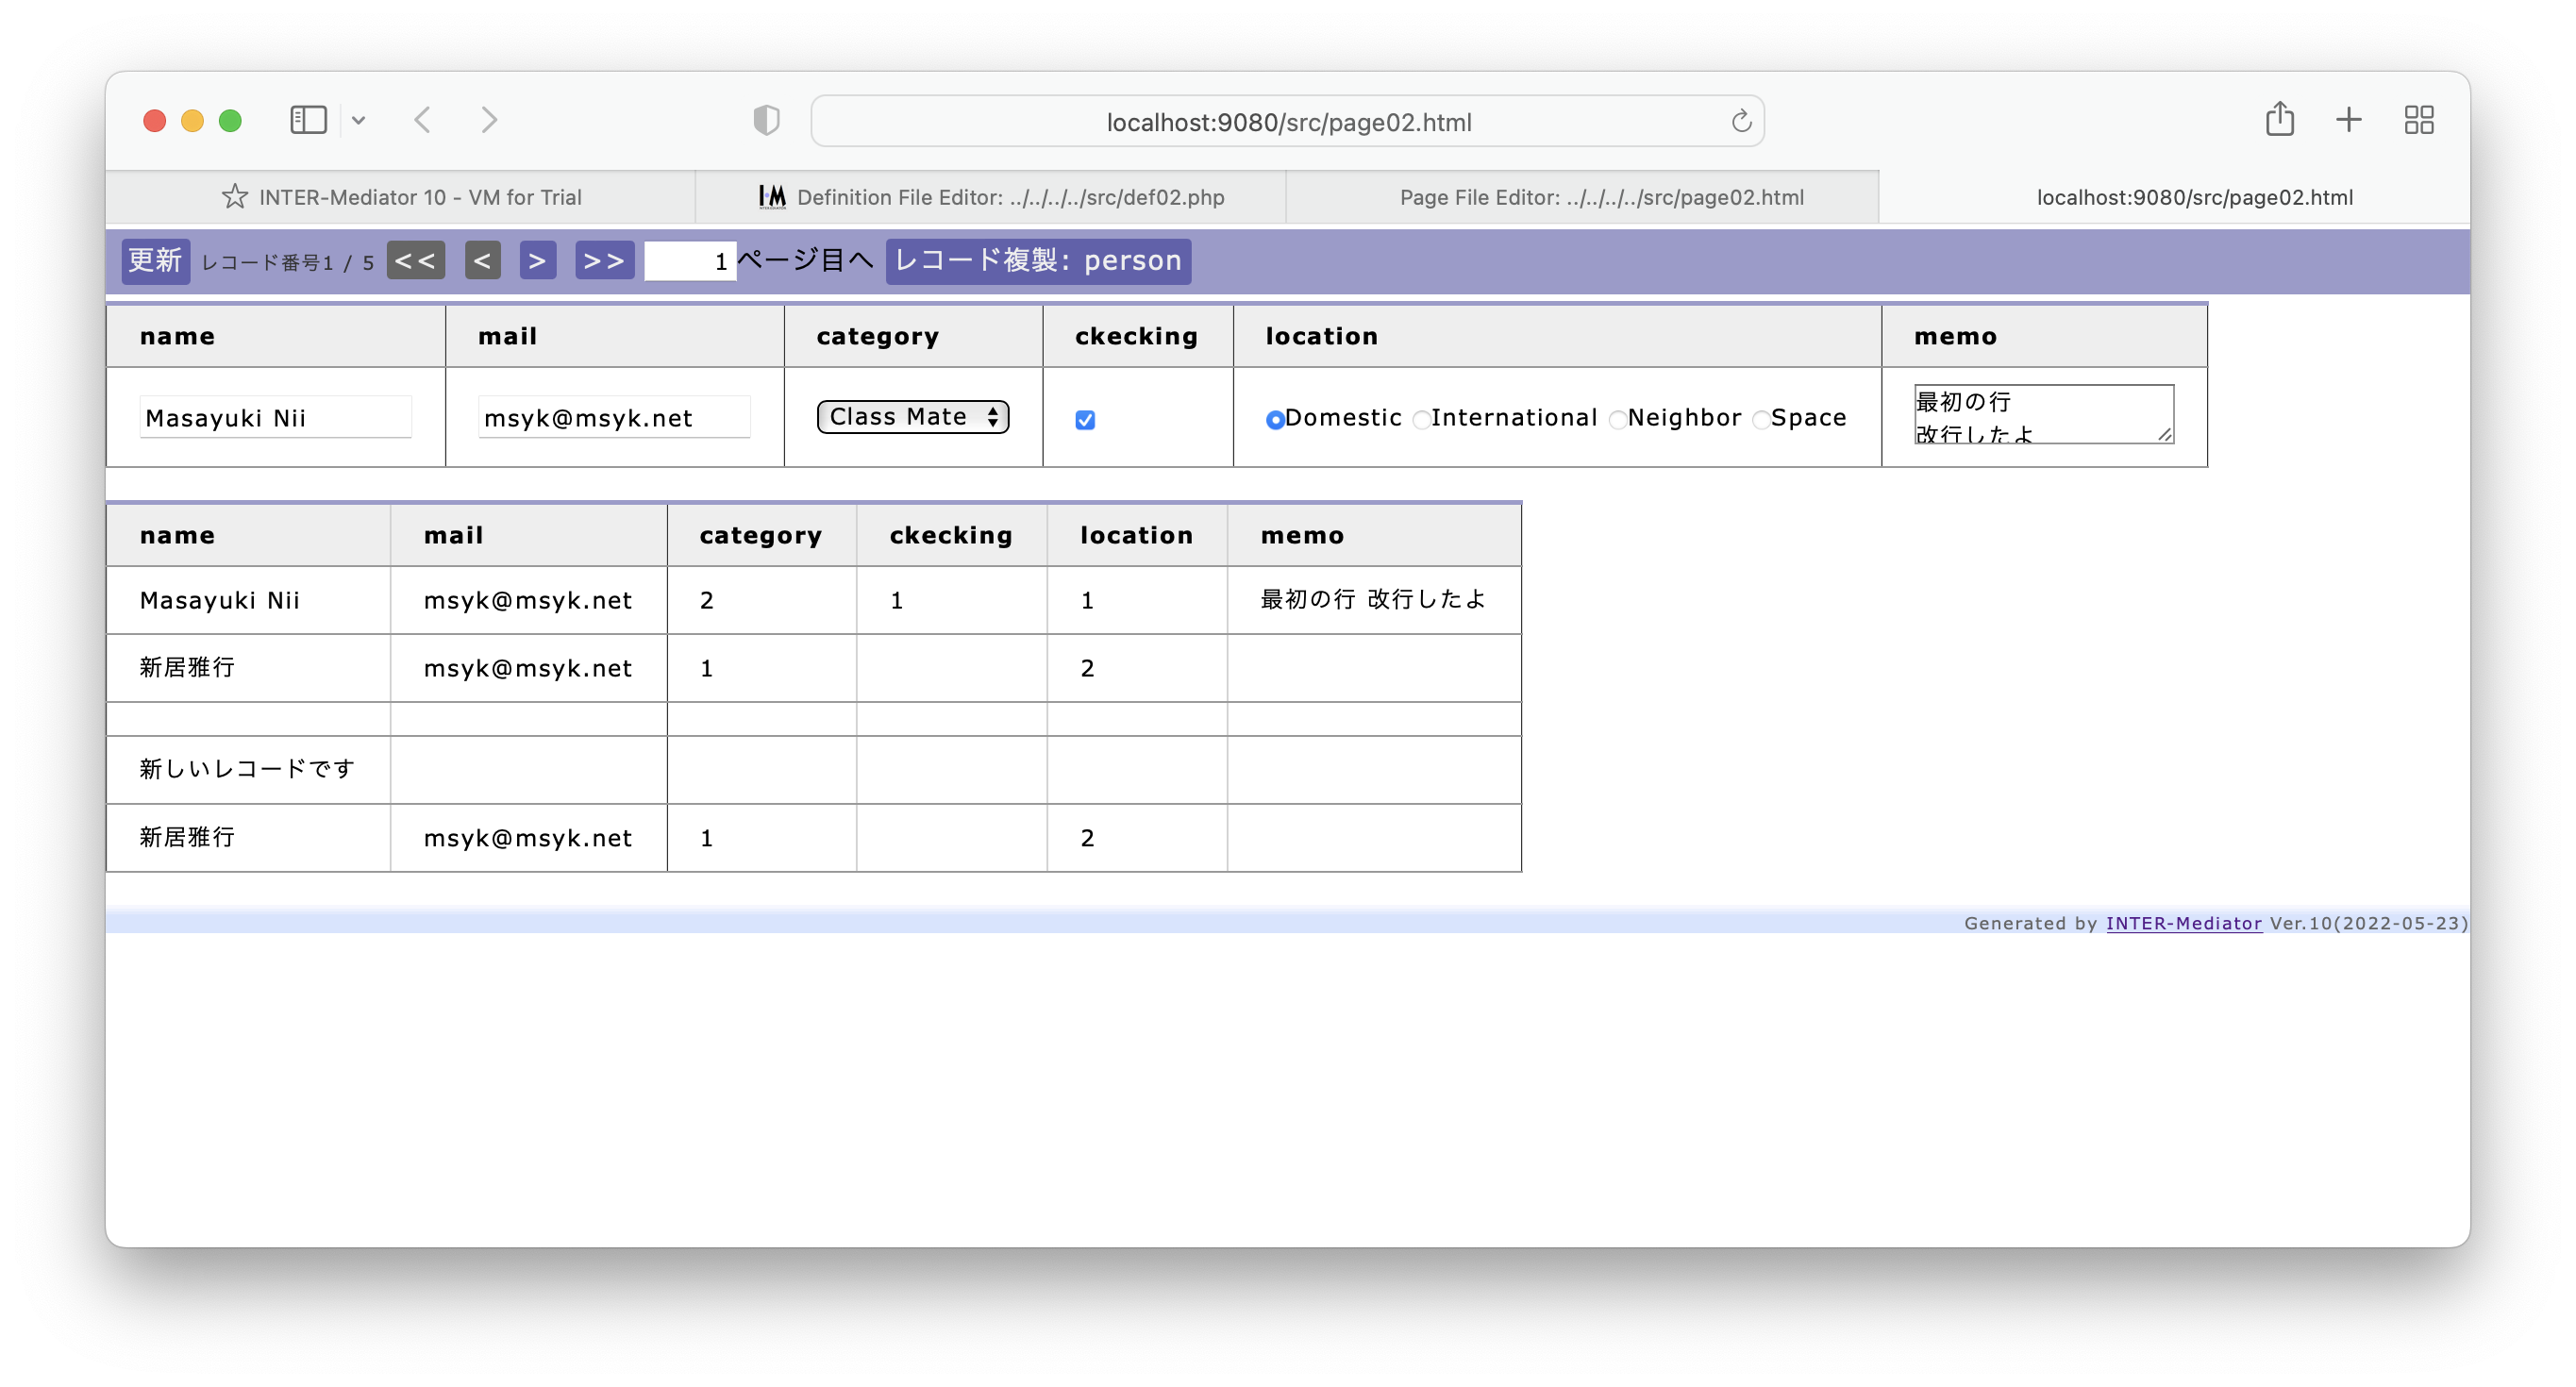 localhost:9080/src/page02.html
INTER-Mediator 10 - VM for Trial
Definition File Editor: ../../../../src/def02.php
Page File Editor: ../../../../src/page02.html
localhost:9080/src/page02.html
更新 レコード番号1 / 5 << < > >> 1 ページ目へ レコード複製: person
name mail category ckecking location memo
Masayuki Nii msyk@msyk.net Class Mate Domestic International Neighbor Space 最初の行
改行したよ
name mail category ckecking location memo
Masayuki Nii msyk@msyk.net 2 1 1 最初の行 改行したよ
新居雅行 msyk@msyk.net 1 2
新しいレコードです
新居雅行 msyk@msyk.net 1 2
Generated by INTER-Mediator Ver.10(2022-05-23)